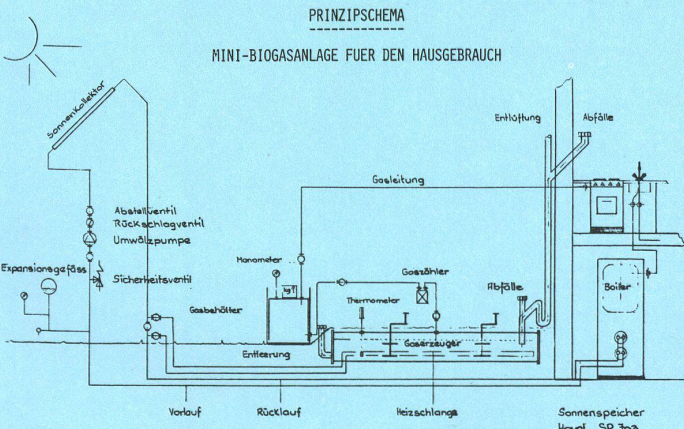 PRINZIPSCHEMA
MINI-BIOGASANLAGE FUER DEN HAUSGEBRAUCH
Sonnenkollektor
Entlüftung
Abfälle
Gasleitung
Abstellventil
Rückschlagventil
Umwälzpumpe
Expansionsgefäss
Sicherheitsventil
Manometer
kg?
Gaszähler
Boiler
Abfälle
Thermometer
Gasbehälter
Gaserzeuger
Entleerung
Vorlauf
Rücklauf
Heizschlange
Sonnenspeicher